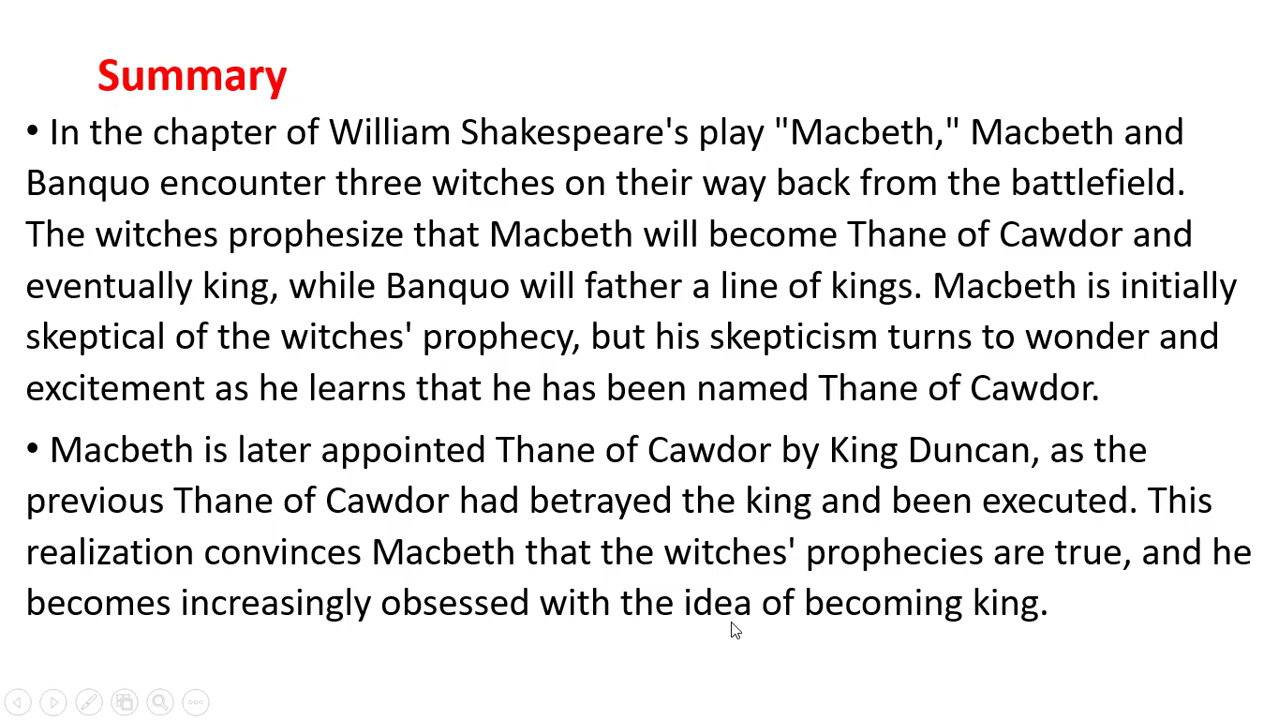 Summary
• In the chapter of William Shakespeare's play "Macbeth," Macbeth and
Banquo encounter three witches on their way back from the battlefield.
The witches prophesize that Macbeth will become Thane of Cawdor and
eventually king, while Banquo will father a line of kings. Macbeth is initially
skeptical of the witches' prophecy, but his skepticism turns to wonder and
excitement as he learns that he has been named Thane of Cawdor.
• Macbeth is later appointed Thane of Cawdor by King Duncan, as the
previous Thane of Cawdor had betrayed the king and been executed. This
realization convinces Macbeth that the witches' prophecies are true, and he
becomes increasingly obsessed with the idea of becoming king.